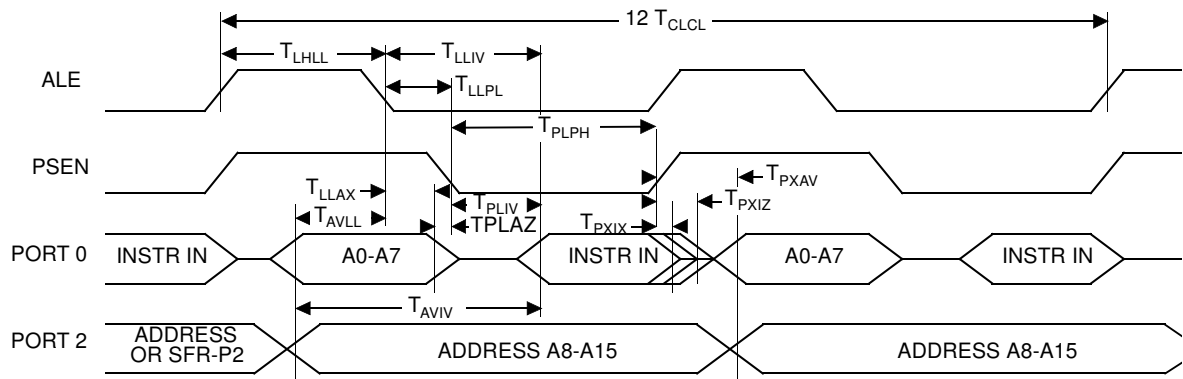 12 TCLCL
TLHLL
TLLIV
ALE
TLLPL
TPLPH
PSEN
TPXAV
TLLAX
TPXIZ
TPLIV
TAVLL
TPLAZ
TPXIX
PORT 0
INSTR IN
A0-A7
INSTR IN
A0-A7
INSTR IN
TAVIV
PORT 2
ADDRESS
OR SFR-P2
ADDRESS A8-A15
ADDRESS A8-A15